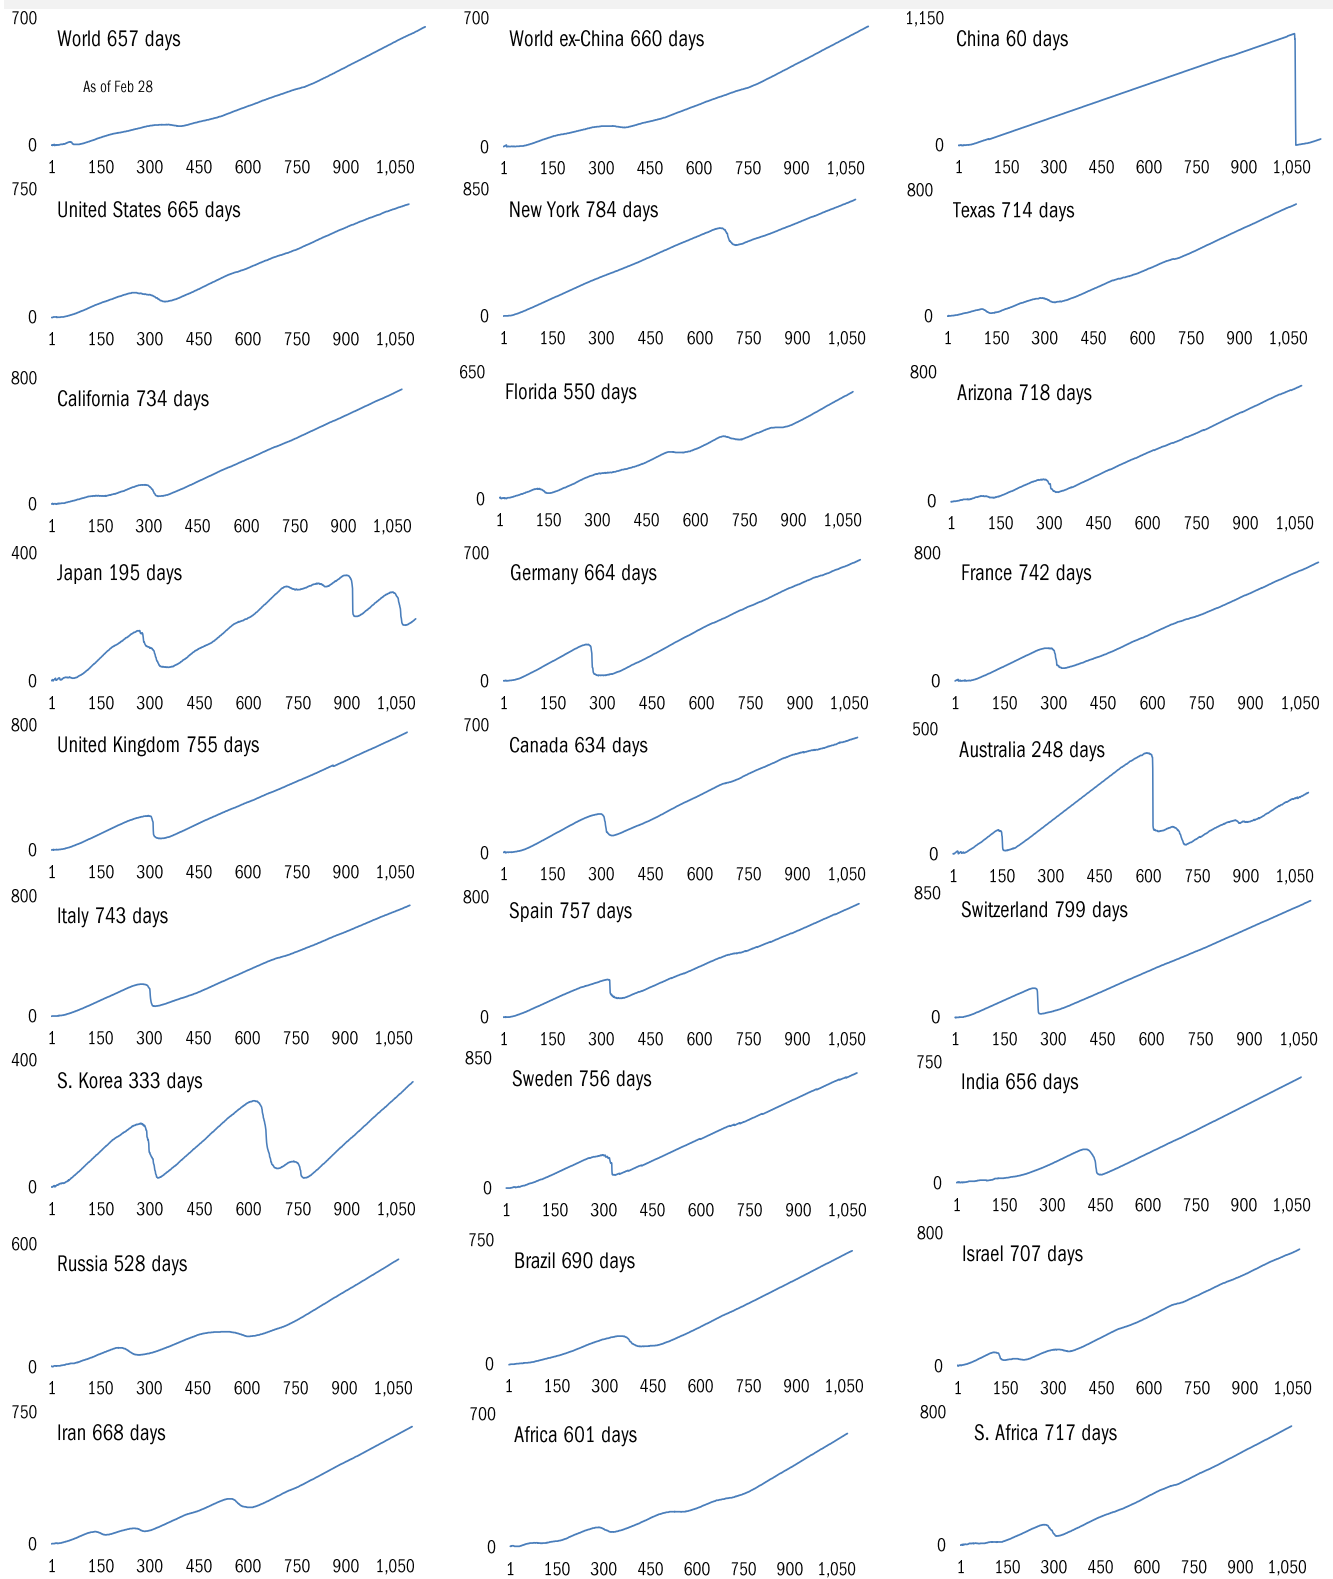 700
World 657 days
As of Feb 28
0
1 150 300 450 600 750 900 1,050
700
World ex-China 660 days
0
1 150 300 450 600 750 900 1,050
1,150
China 60 days
0
1 150 300 450 600 750 900 1,050
750
United States 665 days
0
1 150 300 450 600 750 900 1,050
850
New York 784 days
0
1 150 300 450 600 750 900 1,050
800
Texas 714 days
0
1 150 300 450 600 750 900 1,050
800
California 734 days
0
1 150 300 450 600 750 900 1,050
650
Florida 550 days
0
1 150 300 450 600 750 900 1,050
800
Arizona 718 days
0
1 150 300 450 600 750 900 1,050
400
Japan 195 days
0
1 150 300 450 600 750 900 1,050
700
Germany 664 days
0
1 150 300 450 600 750 900 1,050
800
France 742 days
0
1 150 300 450 600 750 900 1,050
800
United Kingdom 755 days
0
1 150 300 450 600 750 900 1,050
700
Canada 634 days
0
1 150 300 450 600 750 900 1,050
500
Australia 248 days
0
1 150 300 450 600 750 900 1,050
800
Italy 743 days
0
1 150 300 450 600 750 900 1,050
800
Spain 757 days
0
1 150 300 450 600 750 900 1,050
850
Switzerland 799 days
0
1 150 300 450 600 750 900 1,050
400
S. Korea 333 days
0
1 150 300 450 600 750 900 1,050
850
Sweden 756 days
0
1 150 300 450 600 750 900 1,050
750
India 656 days
0
1 150 300 450 600 750 900 1,050
600
Russia 528 days
0
1 150 300 450 600 750 900 1,050
750
Brazil 690 days
0
1 150 300 450 600 750 900 1,050
800
Israel 707 days
0
1 150 300 450 600 750 900 1,050
750
Iran 668 days
0
1 150 300 450 600 750 900 1,050
700
Africa 601 days
0
1 150 300 450 600 750 900 1,050
800
S. Africa 717 days
0
1 150 300 450 600 750 900 1,050